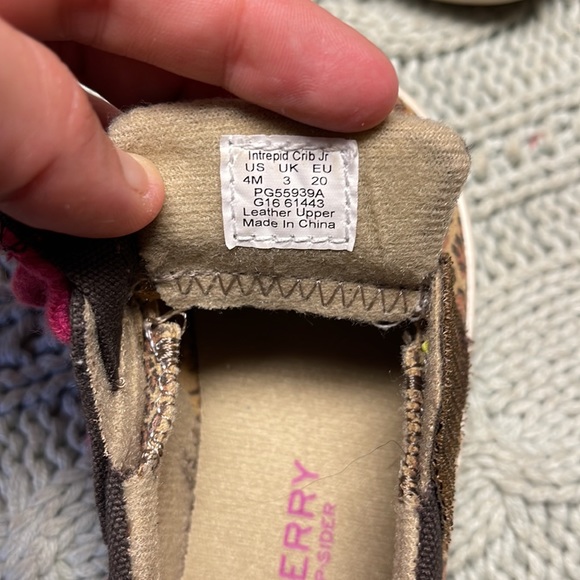 Intrepid Crib Jr
US UK EU
4M 3 20
PG55939A
G16 61443
Leather Upper
Made In China
ERRY
P-SIDER